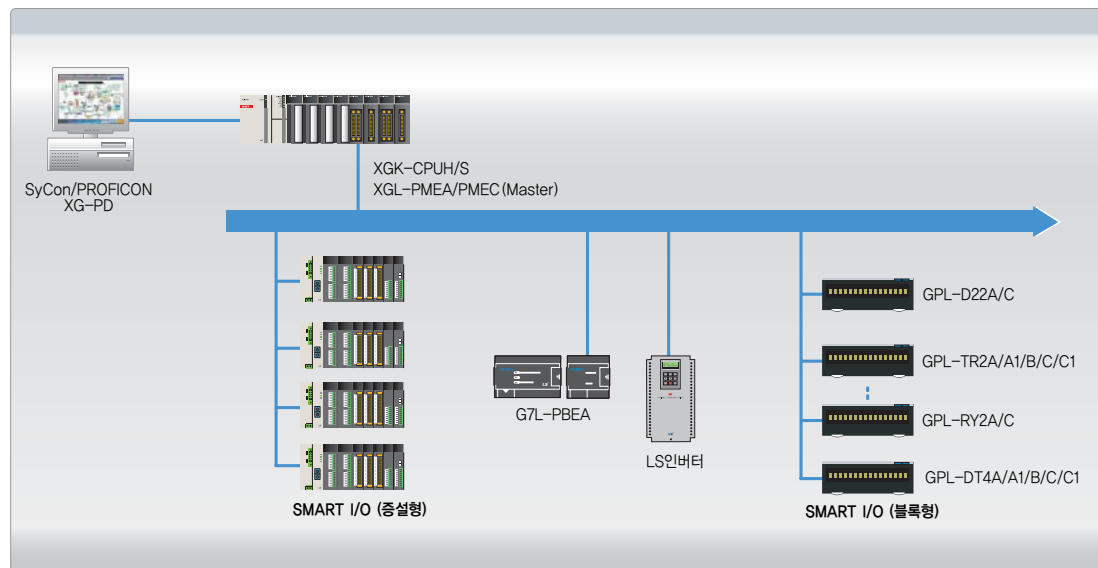 SyCon/PROFICON
XG-PD
XGK-CPUH/S
XGL-PMEA/PMEC(Master)
SMART I/O (증설형)
G7L-PBEA
LS인버터
GPL-D22A/C
GPL-TR2A/A1/B/C/C1
GPL-RY2A/C
GPL-DT4A/A1/B/C/C1
SMART I/O (블록형)